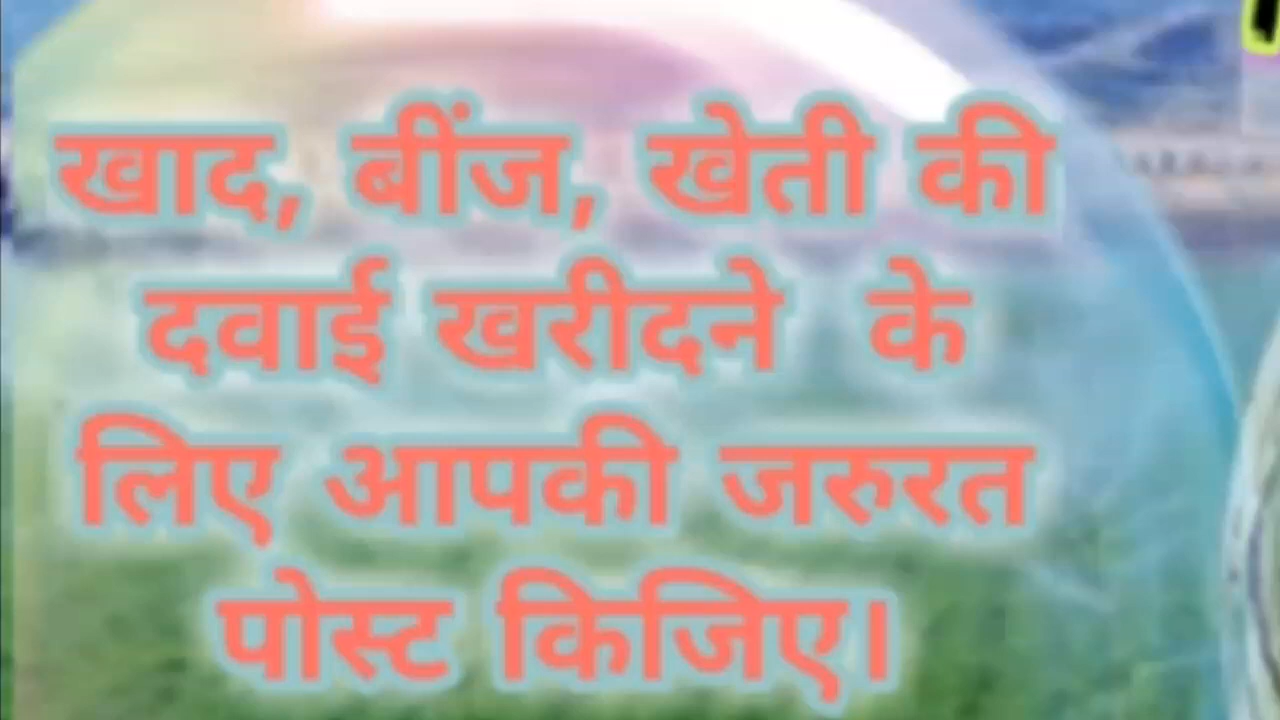 खाद, बींज, खेती की
दवाई खरीदने के
लिए आपकी जरुरत
पोस्ट किजिए।